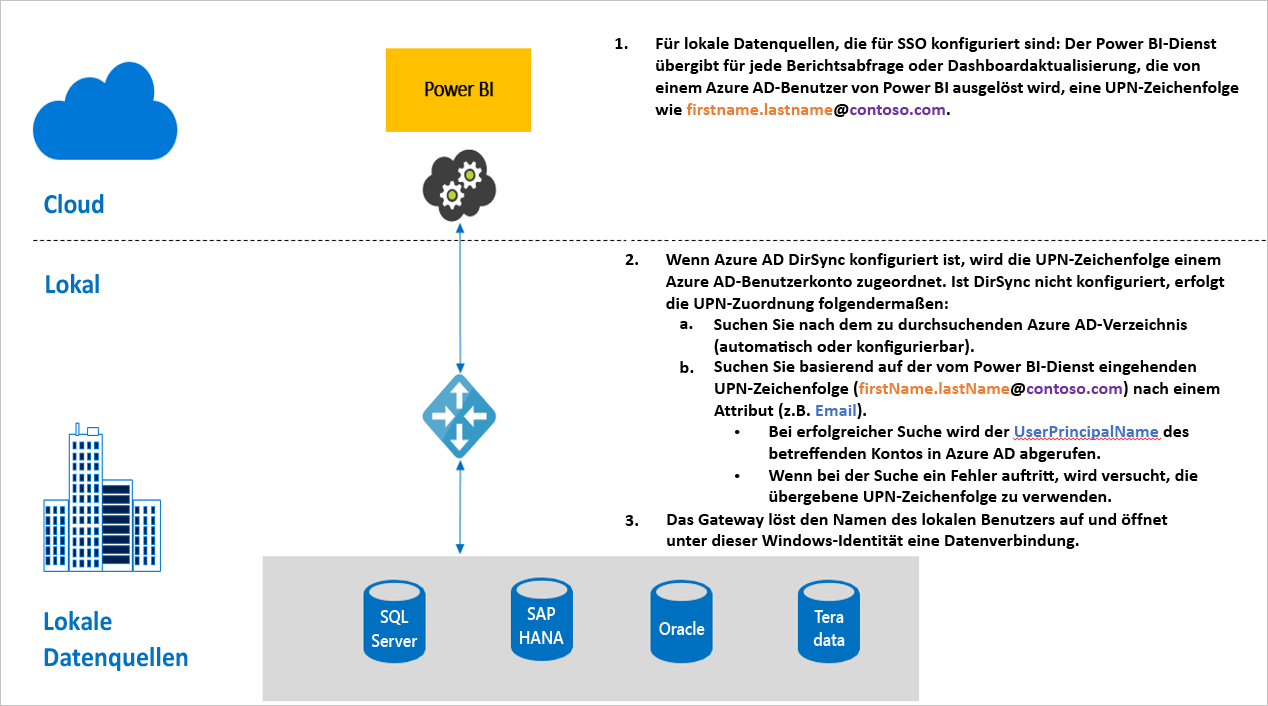 Power BI
1. Für lokale Datenquellen, die für SSO konfiguriert sind: Der Power BI-Dienst
übergibt für jede Berichtsabfrage oder Dashboardaktualisierung, die von
einem Azure AD-Benutzer von Power BI ausgelöst wird, eine UPN-Zeichenfolge
wie firstname.lastname@contoso.com.
Cloud
Lokal
2. Wenn Azure AD DirSync konfiguriert ist, wird die UPN-Zeichenfolge einem
Azure AD-Benutzerkonto zugeordnet. Ist DirSync nicht konfiguriert, erfolgt
die UPN-Zuordnung folgendermaßen:
a. Suchen Sie nach dem zu durchsuchenden Azure AD-Verzeichnis
(automatisch oder konfigurierbar).
b. Suchen Sie basierend auf der vom Power BI-Dienst eingehenden
UPN-Zeichenfolge (firstName.lastName@contoso.com) nach einem
Attribut (z.B. Email).
• Bei erfolgreicher Suche wird der UserPrincipalName des
betreffenden Kontos in Azure AD abgerufen.
• Wenn bei der Suche ein Fehler auftritt, wird versucht, die
übergebene UPN-Zeichenfolge zu verwenden.
3. Das Gateway löst den Namen des lokalen Benutzers auf und öffnet
unter dieser Windows-Identität eine Datenverbindung.
Lokale
Datenquellen
SQL
Server
SAP
HANA
Oracle
Tera
data